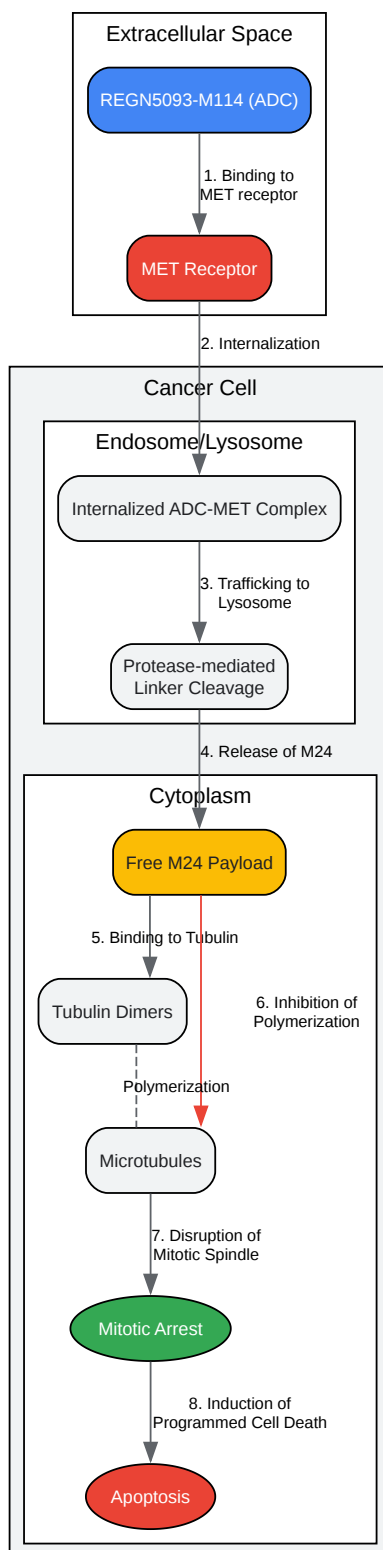 Extracellular Space
REGN5093-M114 (ADC)
1. Binding to
MET receptor
MET Receptor
2. Internalization
Cancer Cell
Endosome/Lysosome
Internalized ADC-MET Complex
3. Trafficking to
Lysosome
Protease-mediated
Linker Cleavage
4. Release of M24
Cytoplasm
Free M24 Payload
5. Binding to Tubulin
Tubulin Dimers
6. Inhibition of
Polymerization
Polymerization
Microtubules
7. Disruption of
Mitotic Spindle
Mitotic Arrest
8. Induction of
Programmed Cell Death
Apoptosis